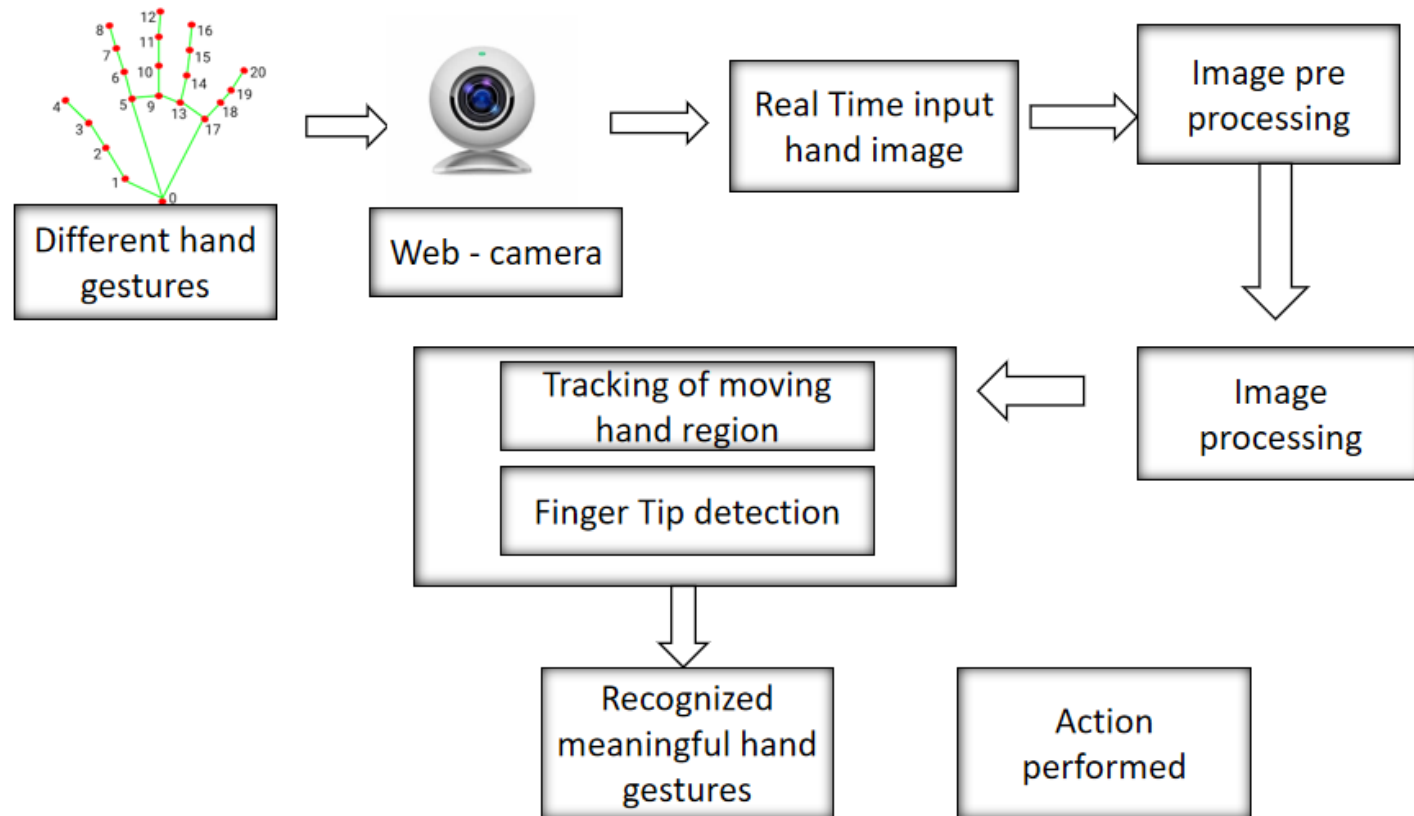 12
16
8
11
7
15
10
6
14
20
4
5
9
13
19
18
3
17
2
1
0
Different hand
gestures
Web - camera
Real Time input
hand image
Image pre
processing
Image
processing
Tracking of moving
hand region
Finger Tip detection
Recognized
meaningful hand
gestures
Action
performed